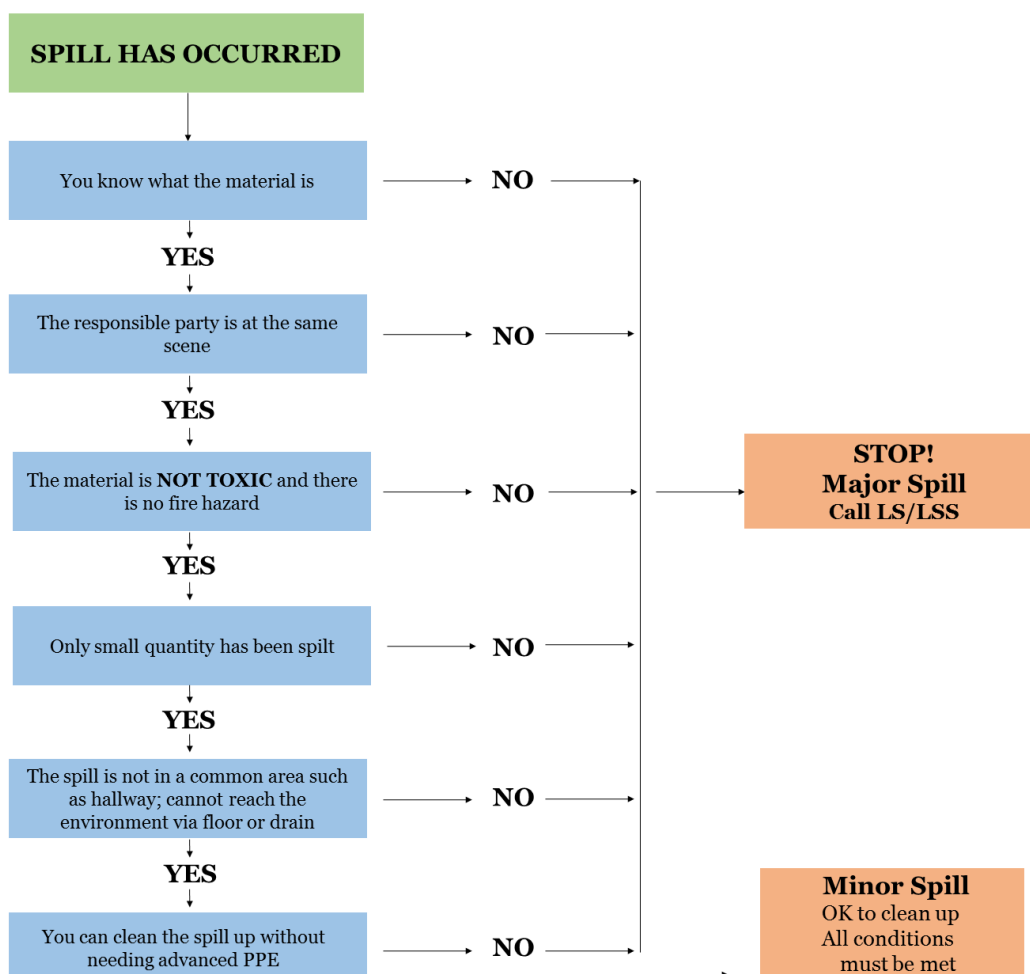 SPILL HAS OCCURRED
You know what the material is
NO
YES
The responsible party is at the same
scene
NO
YES
The material is NOT TOXIC and there
is no fire hazard
NO
STOP!
Major Spill
Call LS/LSS
YES
Only small quantity has been spilt
NO
YES
The spill is not in a common area such
as hallway; cannot reach the
environment via floor or drain
NO
YES
You can clean the spill up without
needing advanced PPE
NO
Minor Spill
OK to clean up
All conditions
must be met